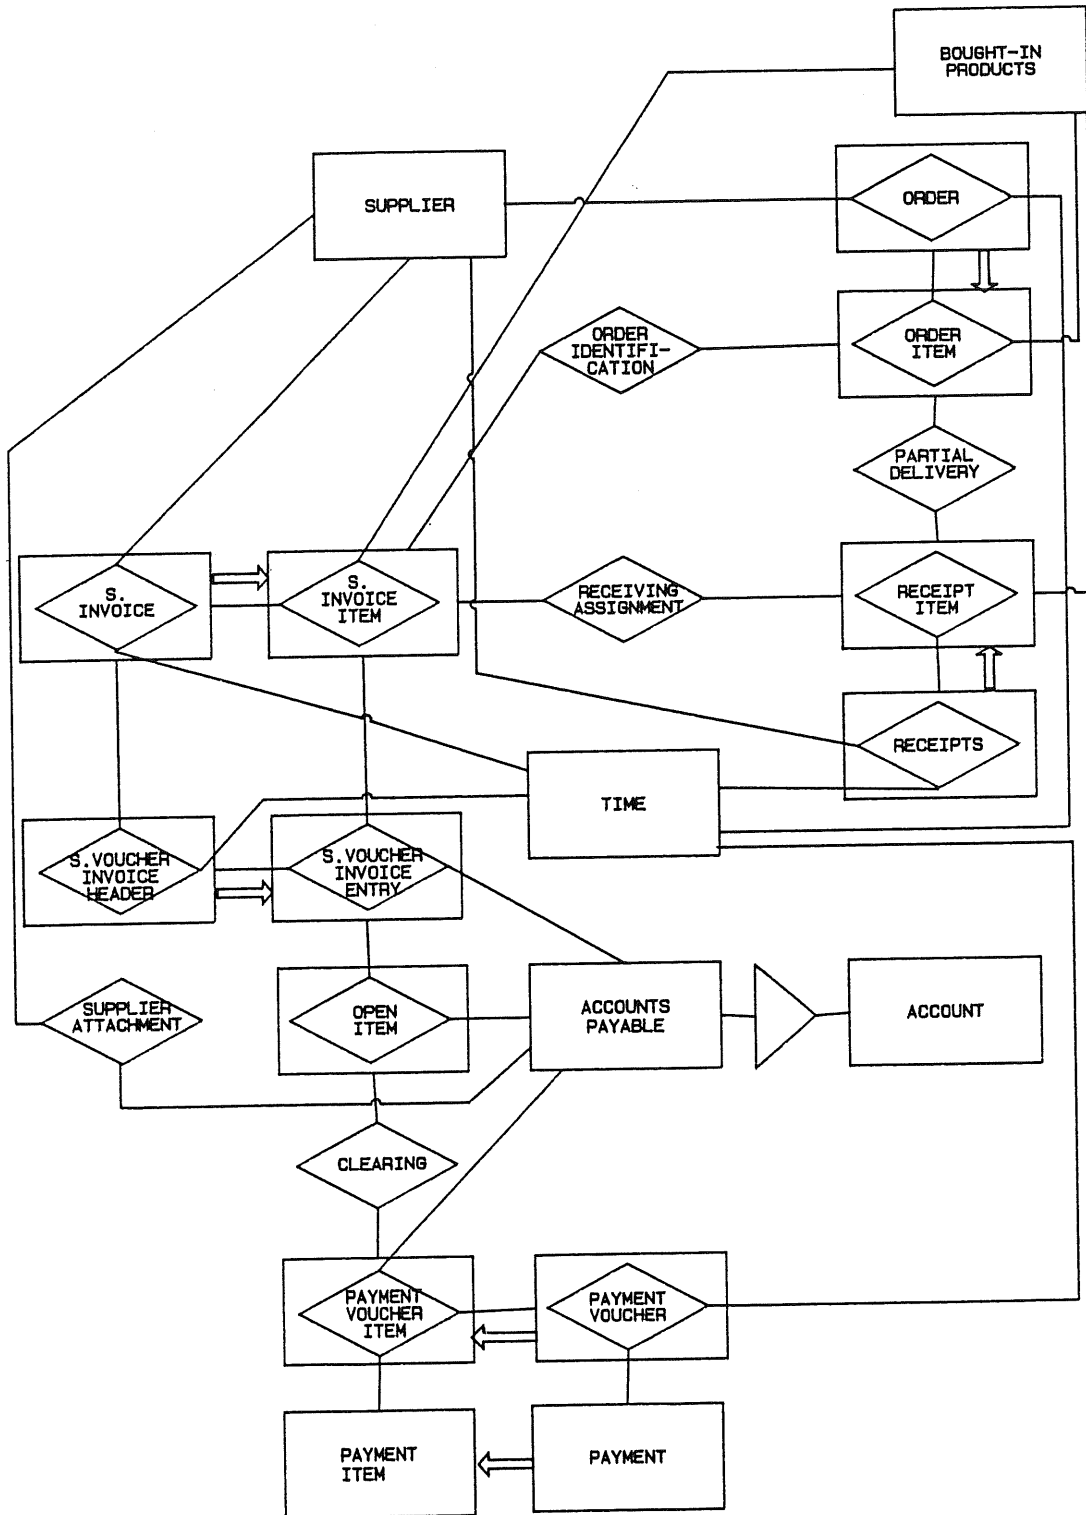 BOUGHT-IN
PRODUCTS
SUPPLIER
ORDER
ORDER
IDENTIFI-
CATION
ORDER
ITEM
PARTIAL
DELIVERY
S.
INVOICE
S.
INVOICE
ITEM
RECEIVING
ASSIGNMENT
RECEIPT
ITEM
RECEIPTS
TIME
S.VOUCHER
INVOICE
HEADER
S.VOUCHER
INVOICE
ENTRY
SUPPLIER
ATTACHMENT
OPEN
ITEM
ACCOUNTS
PAYABLE
ACCOUNT
CLEARING
PAYMENT
VOUCHER
ITEM
PAYMENT
VOUCHER
PAYMENT
ITEM
PAYMENT